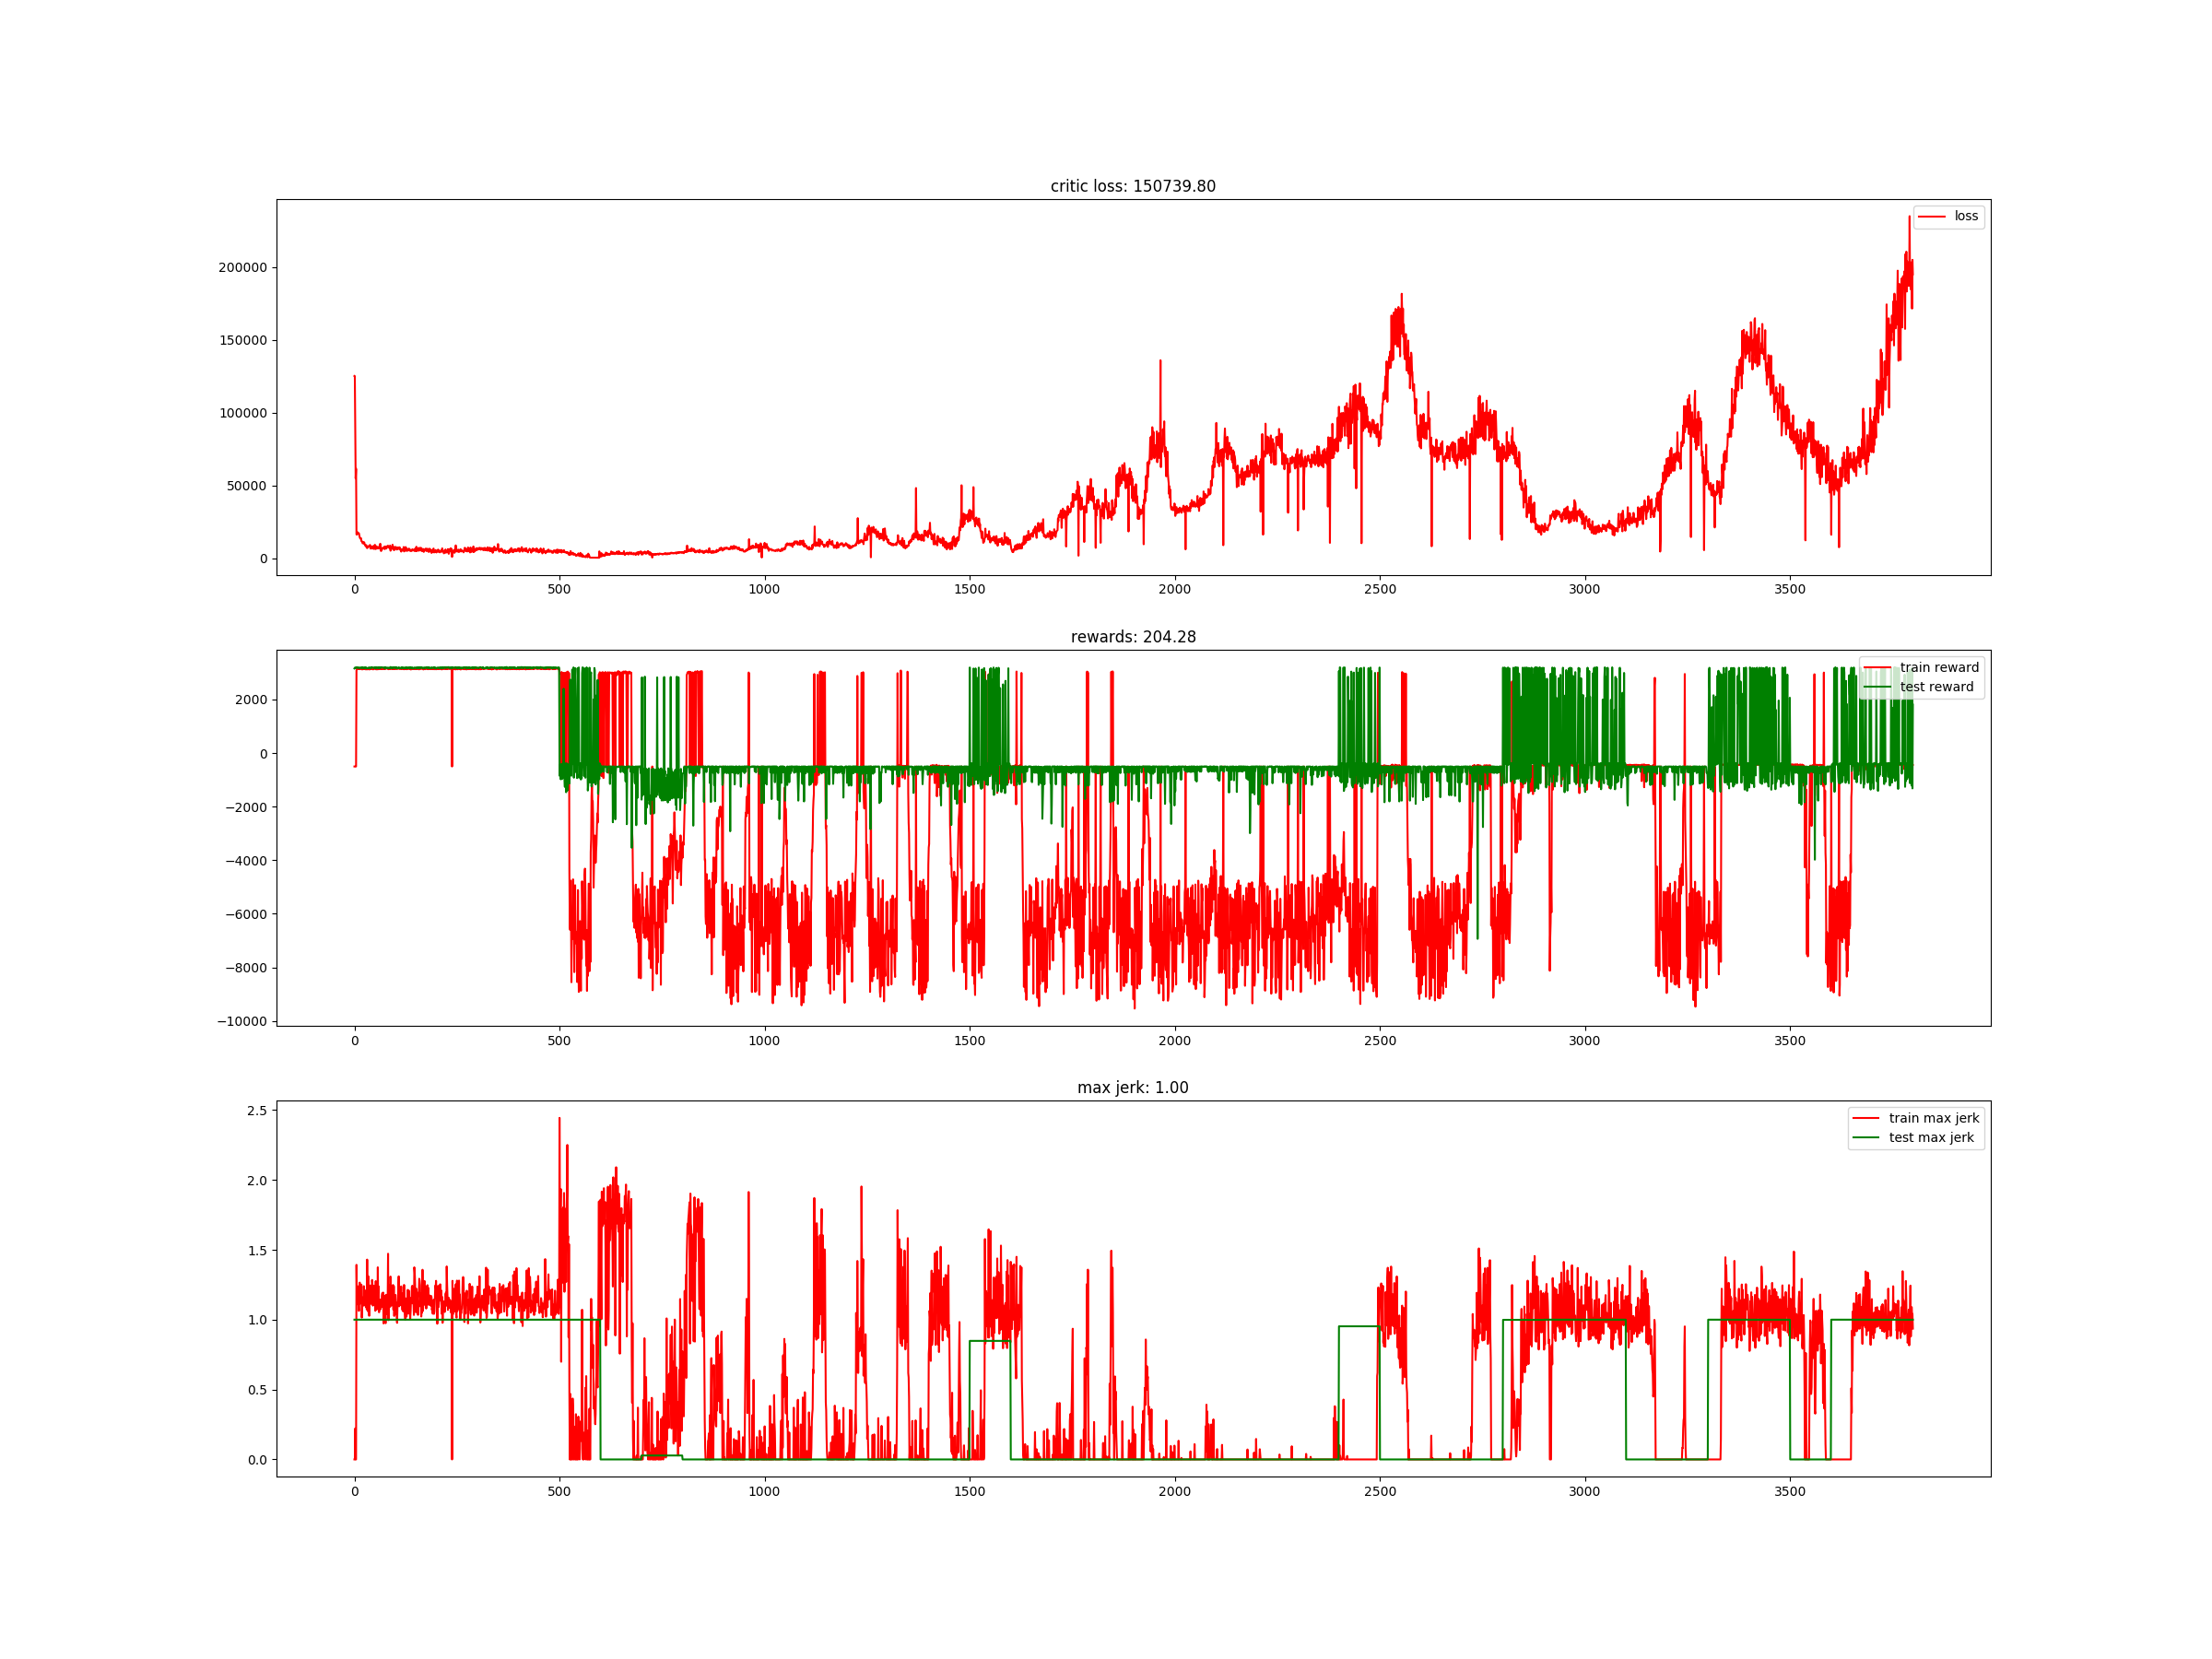 critic loss: 150739.80
loss
200000
150000
100000
50000
0
0 500 1000 1500 2000 2500 3000 3500
rewards: 204.28
train reward
test reward
2000
0
−2000
−4000
−6000
−8000
−10000
0 500 1000 1500 2000 2500 3000 3500
max jerk: 1.00
train max jerk
test max jerk
2.5
2.0
1.5
1.0
0.5
0.0
0 500 1000 1500 2000 2500 3000 3500